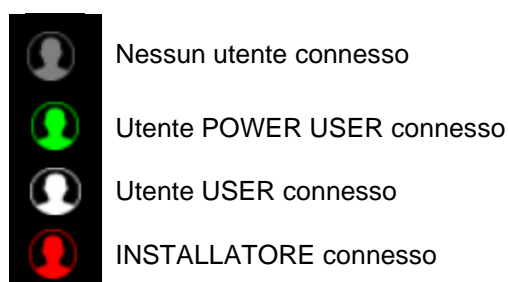 Nessun utente connesso
Utente POWER USER connesso
Utente USER connesso
INSTALLATORE connesso